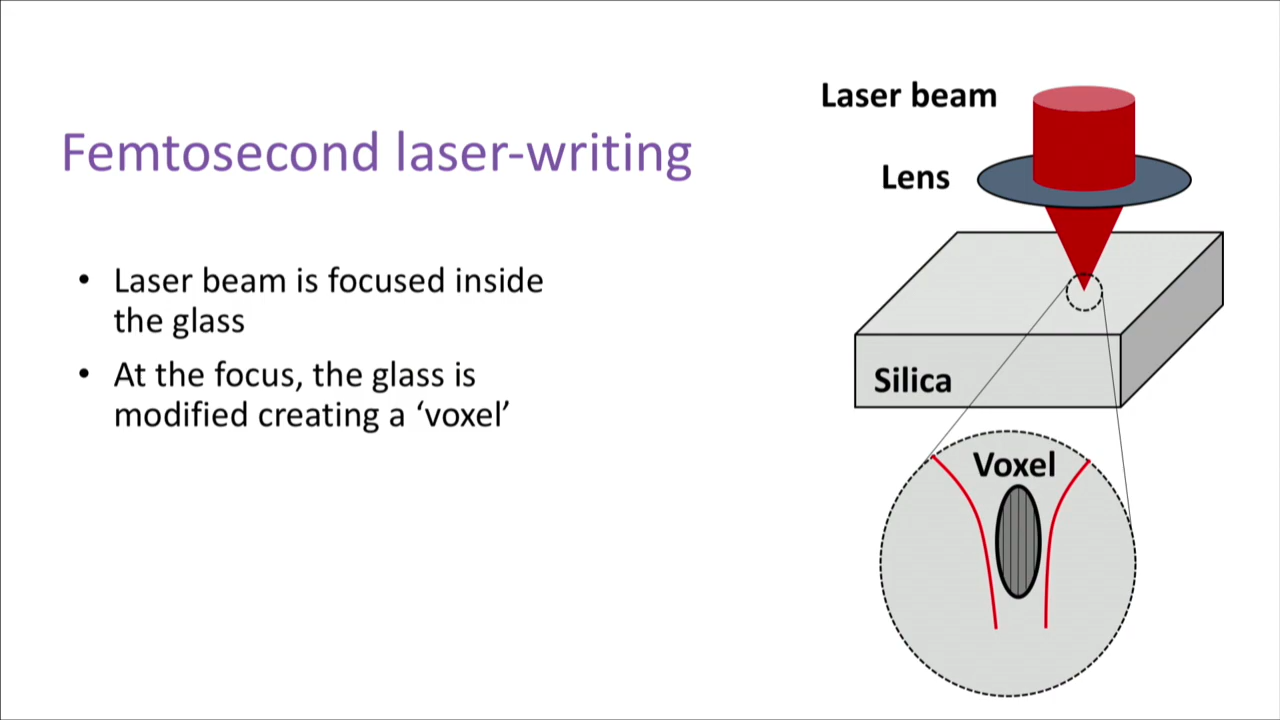 Femtosecond laser-writing
• Laser beam is focused inside
the glass
• At the focus, the glass is
modified creating a ‘voxel’
Laser beam
Lens
Silica
Voxel